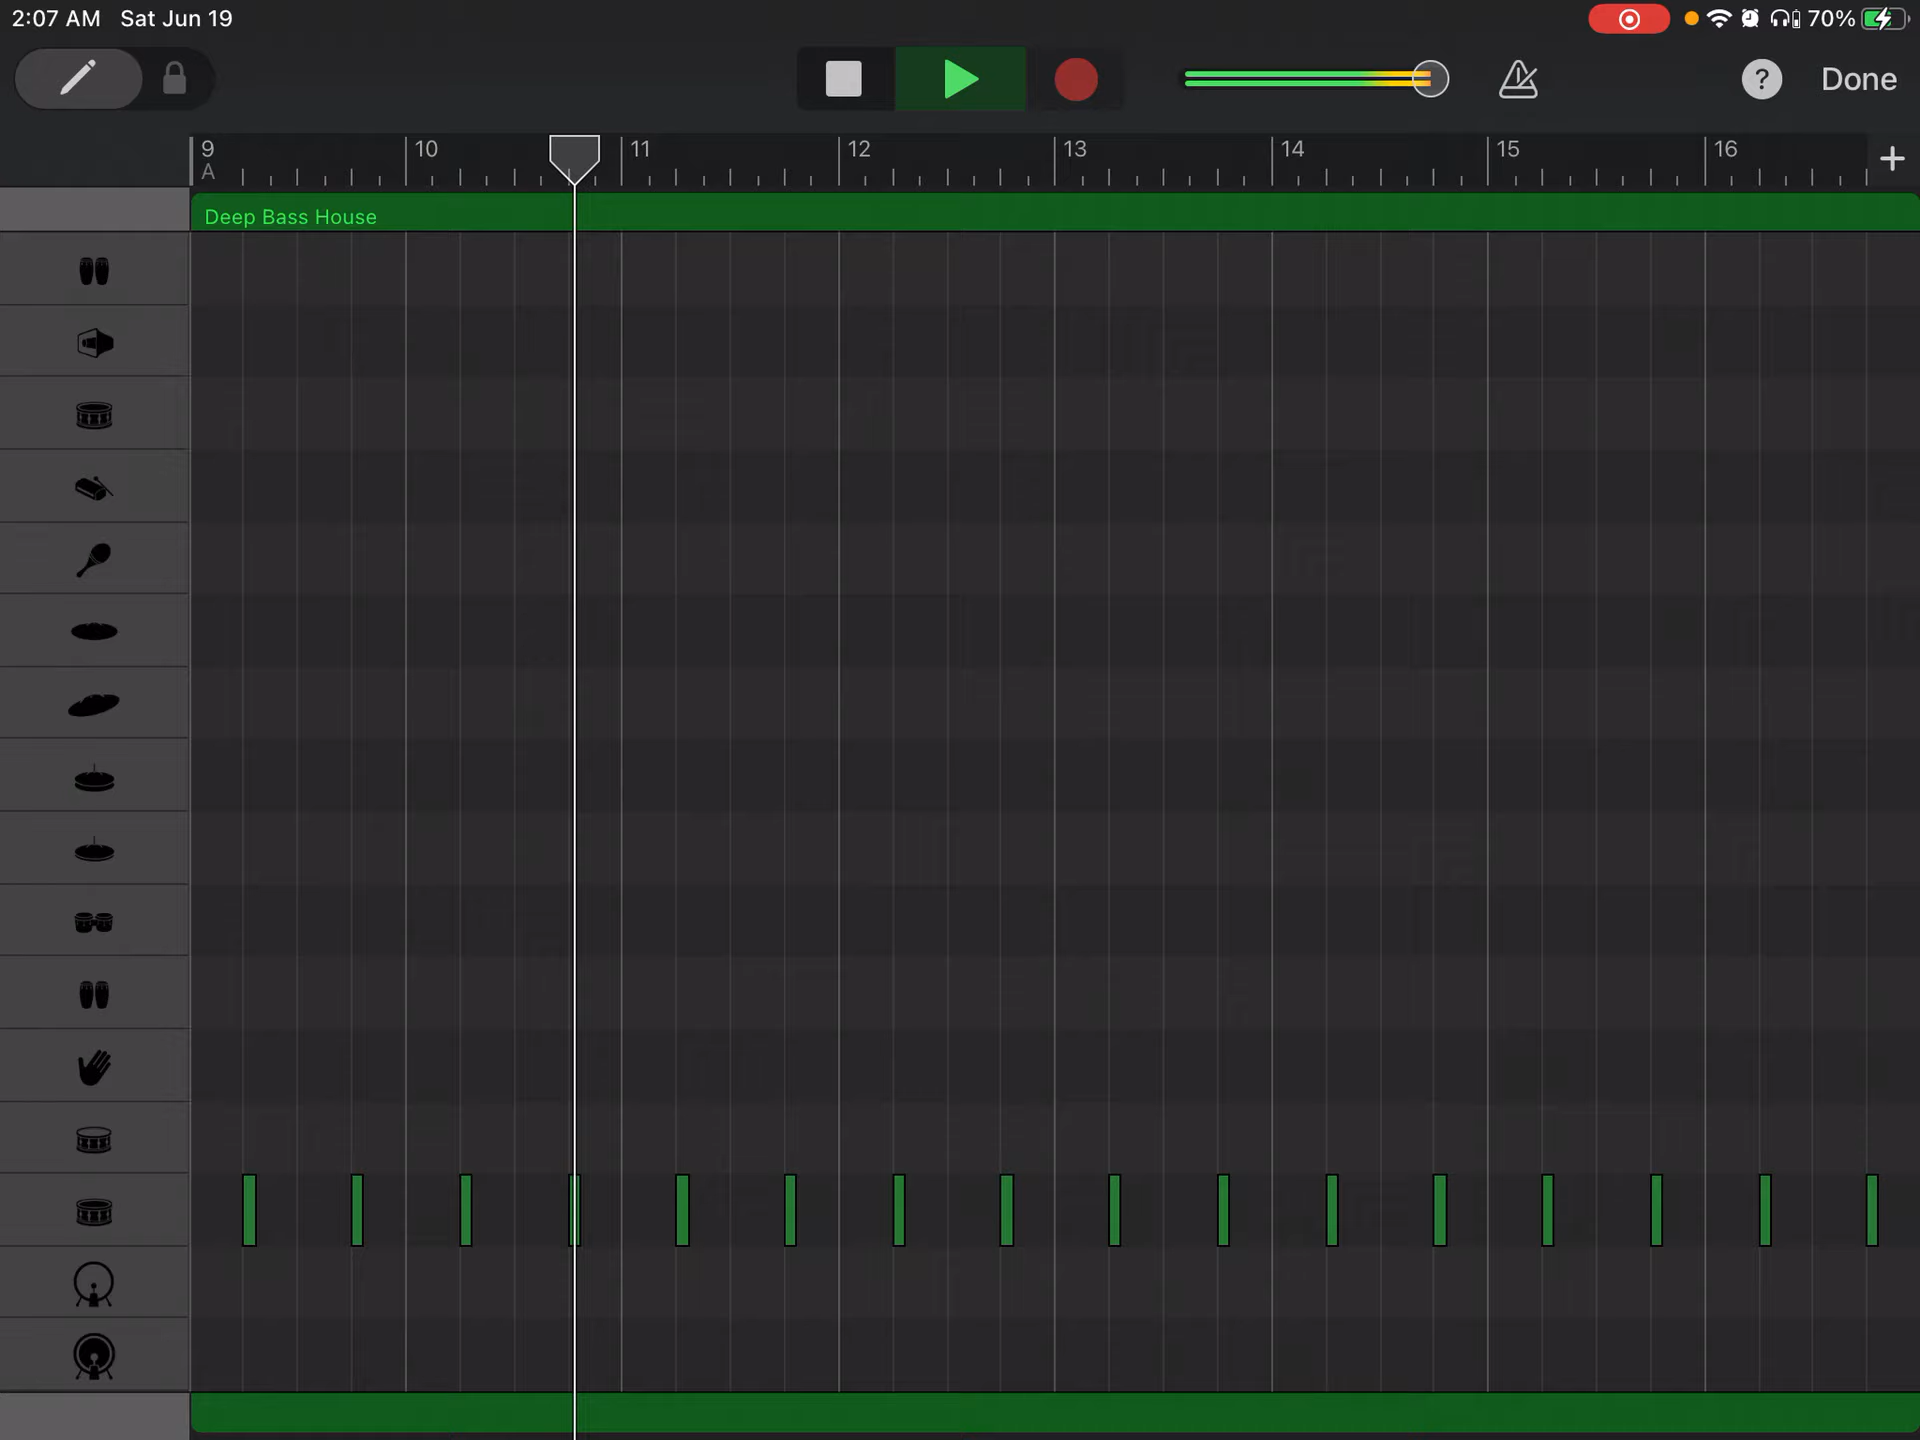 2:07 AM Sat Jun 19
70%
? Done
9 10 11 12 13 14 15 16 +
A
Deep Bass House